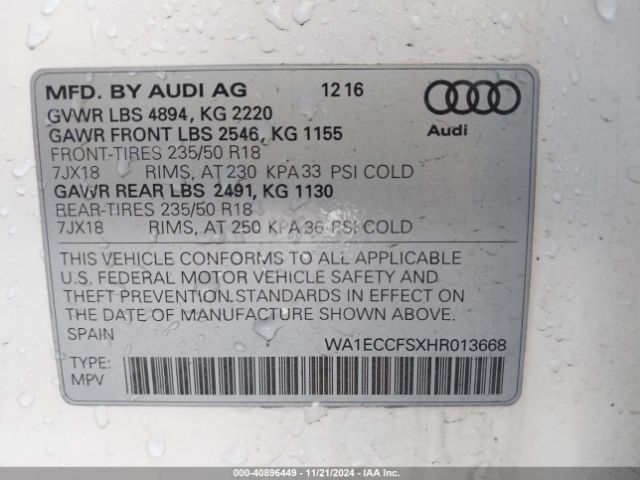 MFD. BY AUDI AG 12 16
GVWR LBS 4894, KG 2220
GAWR FRONT LBS 2546, KG 1155
FRONT-TIRES 235/50 R18
7JX18 RIMS, AT 230 KPA 33 PSI COLD
GAWR REAR LBS 2491, KG 1130
REAR-TIRES 235/50 R18
7JX18 RIMS, AT 250 KPA 36 PSI COLD
Audi
THIS VEHICLE CONFORMS TO ALL APPLICABLE
U.S. FEDERAL MOTOR VEHICLE SAFETY AND
THEFT PREVENTION STANDARDS IN EFFECT ON
THE DATE OF MANUFACTURE SHOWN ABOVE.
SPAIN WA1ECCFSXHR013668
TYPE:
MPV
000-40896449 - 11/21/2024 - IAA Inc.